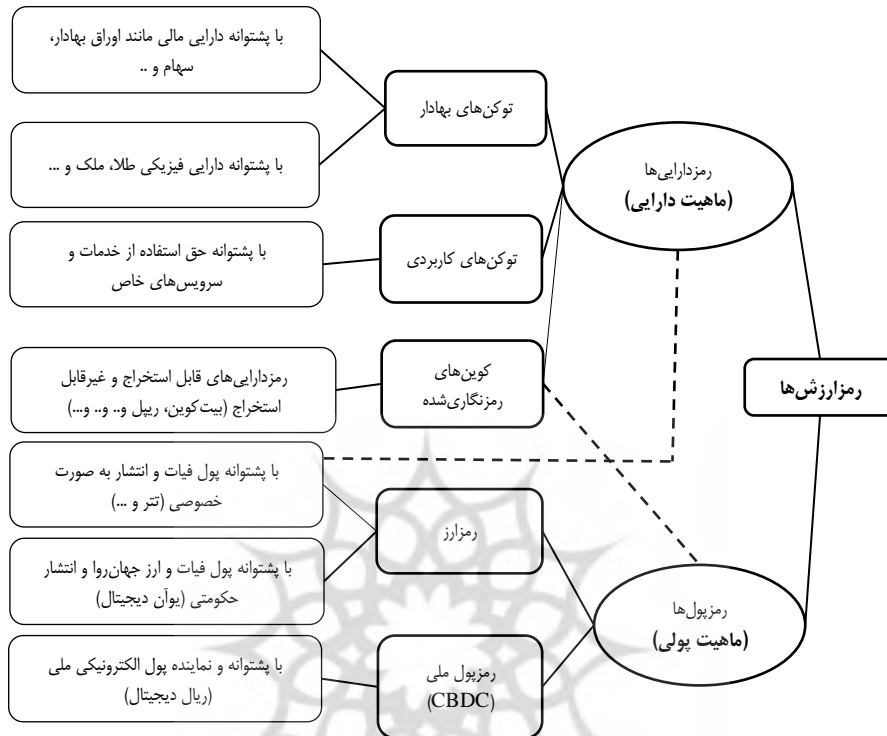 رمزارزش‌ها
رمزدارایی‌ها
(ماهیت دارایی)
توکن‌های بهادار
با پشتوانه دارایی مالی مانند اوراق بهادار،
سهام و ..
با پشتوانه دارایی فیزیکی طلا، ملک و ...
توکن‌های کاربردی
با پشتوانه حق استفاده از خدمات و
سرویس‌های خاص
کوین‌های
رمزنگاری‌شده
رمزدارایی‌های قابل استخراج و غیرقابل
استخراج (بیت‌کوین، ریپل و.. و.. و...)
رمزپول‌ها
(ماهیت پولی)
رمزارز
با پشتوانه پول فیات و انتشار به صورت
خصوصی (تتر و ...)
با پشتوانه پول فیات و ارز جهان‌روا و انتشار
حکومتی (یوآن دیجیتال)
رمزپول ملی
(CBDC)
با پشتوانه و نماینده پول الکترونیکی ملی
(ریال دیجیتال)